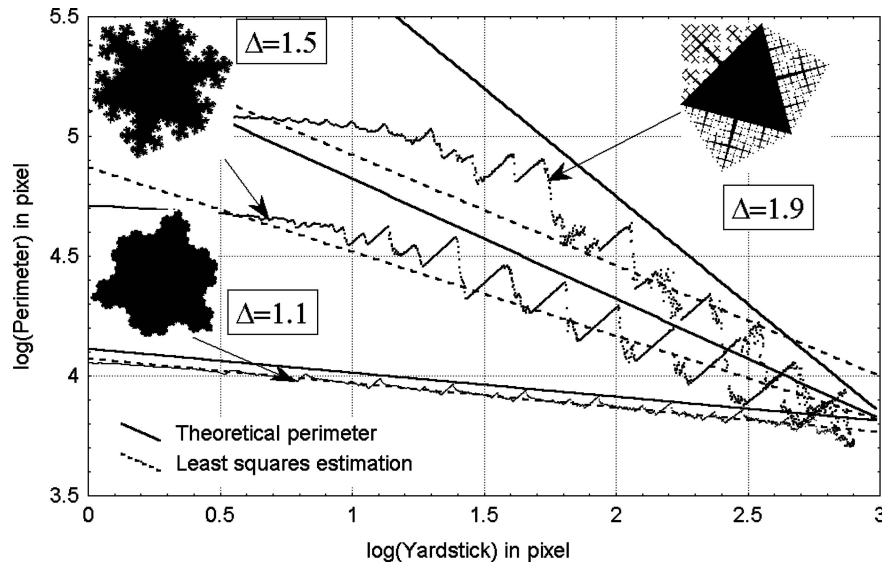 5.5
Δ=1.5
log(Perimeter) in pixel
5
Δ=1.9
4.5
Δ=1.1
4
Theoretical perimeter
Least squares estimation
3.5
0 0.5 1 1.5 2 2.5 3
log(Yardstick) in pixel